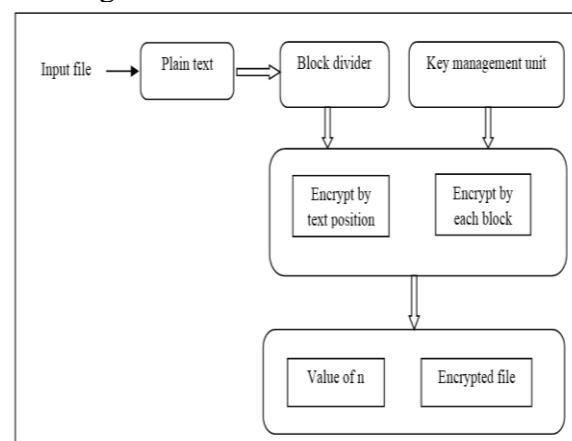 Input file
Plain text
Block divider
Key management unit
Encrypt by
text position
Encrypt by
each block
Value of n
Encrypted file